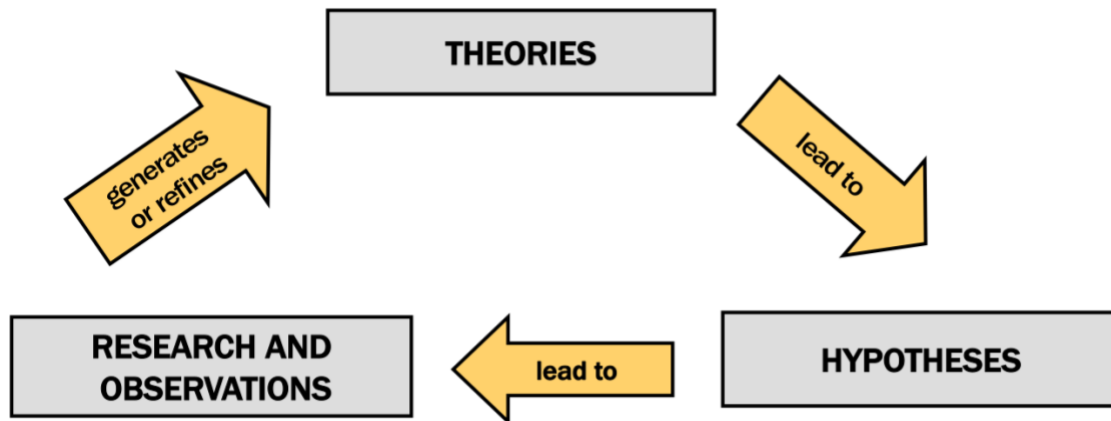 THEORIES
lead to
HYPOTHESES
lead to
RESEARCH AND
OBSERVATIONS
generates
or refines